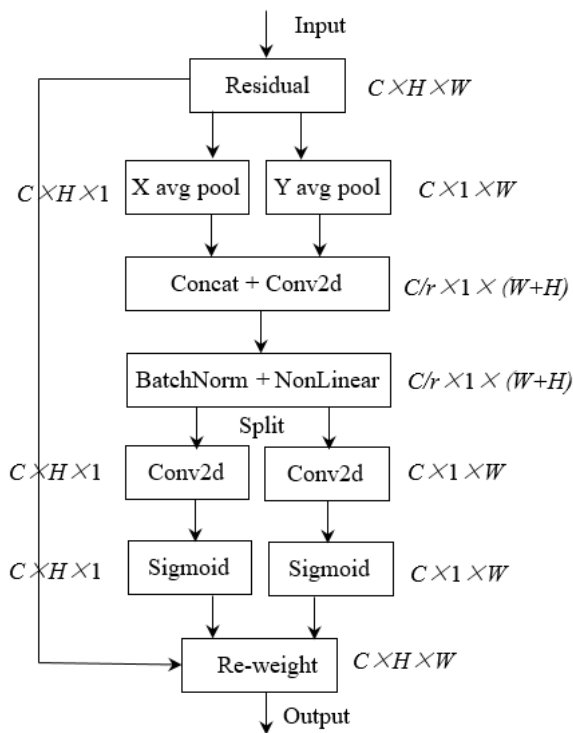 Input
Residual C×H×W
C×H×1 X avg pool Y avg pool C×1×W
Concat + Conv2d C/r×1×(W+H)
BatchNorm + NonLinear C/r×1×(W+H)
Split
C×H×1 Conv2d Conv2d C×1×W
C×H×1 Sigmoid Sigmoid C×1×W
Re-weight C×H×W
Output